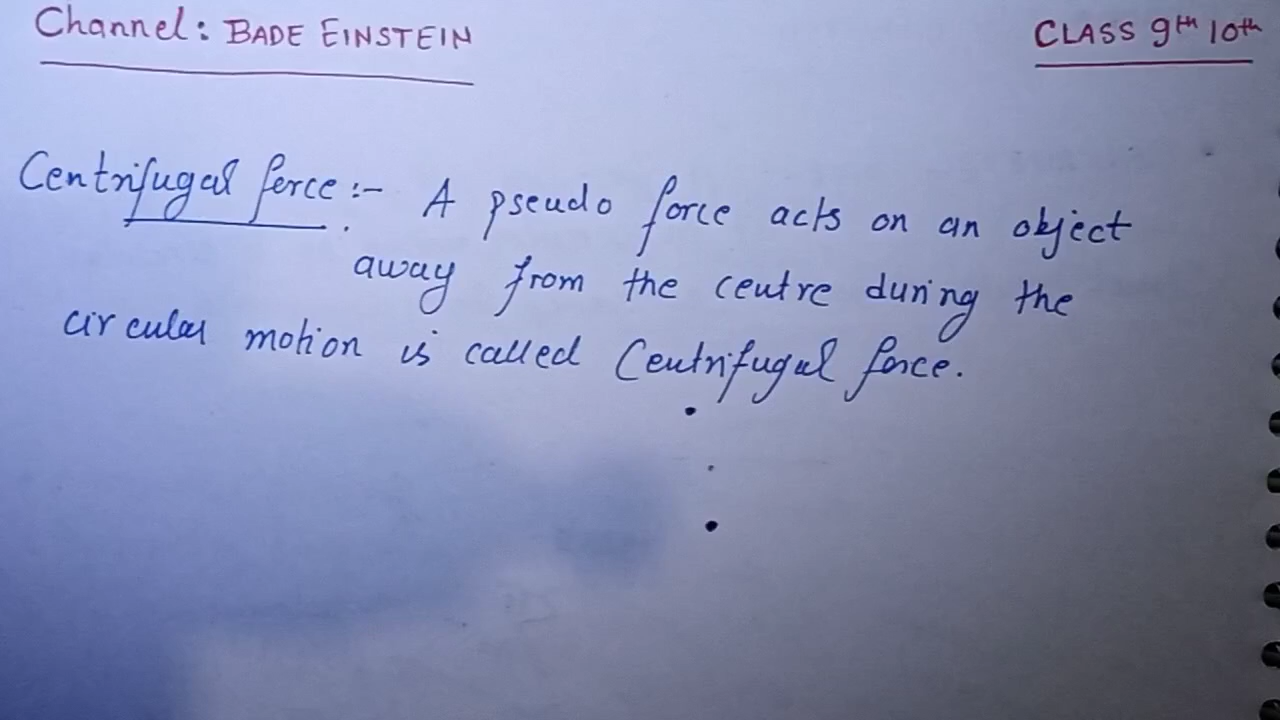 Channel: BADE EINSTEIN
CLASS 9th 10th
Centrifugal force :- A pseudo force acts on an object
away from the centre during the
circular motion is called Centrifugal force.